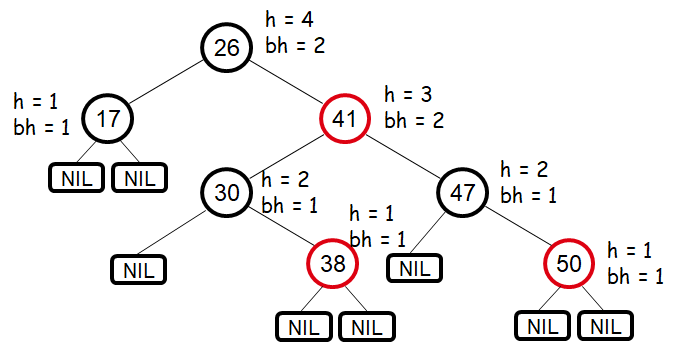 h = 4
26
bh = 2
h = 3
h = 1
bh = 1
17
41
bh = 2
NIL
NIL
30
h = 2
bh = 1
47
h = 2
bh = 1
h = 1
bh = 1
NIL
38
NIL
50
h = 1
bh = 1
NIL
NIL
NIL
NIL